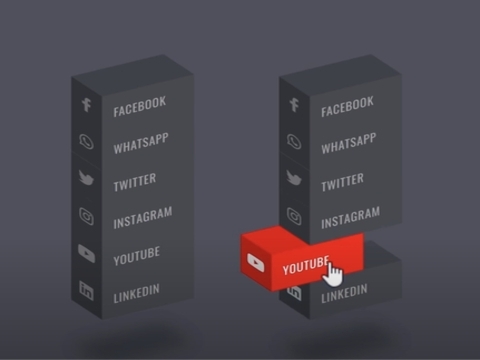 FACEBOOK
WHATSAPP
TWITTER
INSTAGRAM
YOUTUBE
LINKEDIN
FACEBOOK
WHATSAPP
TWITTER
INSTAGRAM
YOUTUBE
LINKEDIN